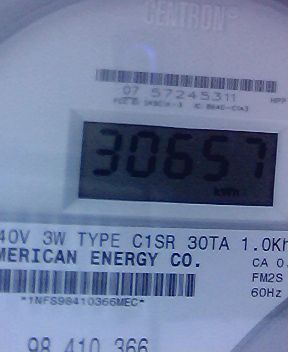 CENTRON®
07 57245311
30657
kWh
40V 3W TYPE C1SR 30TA 1.0Kh
MERICAN ENERGY CO.
CA 0.
FM2S
60Hz
*1NFS98410366MEC*
98 410 366